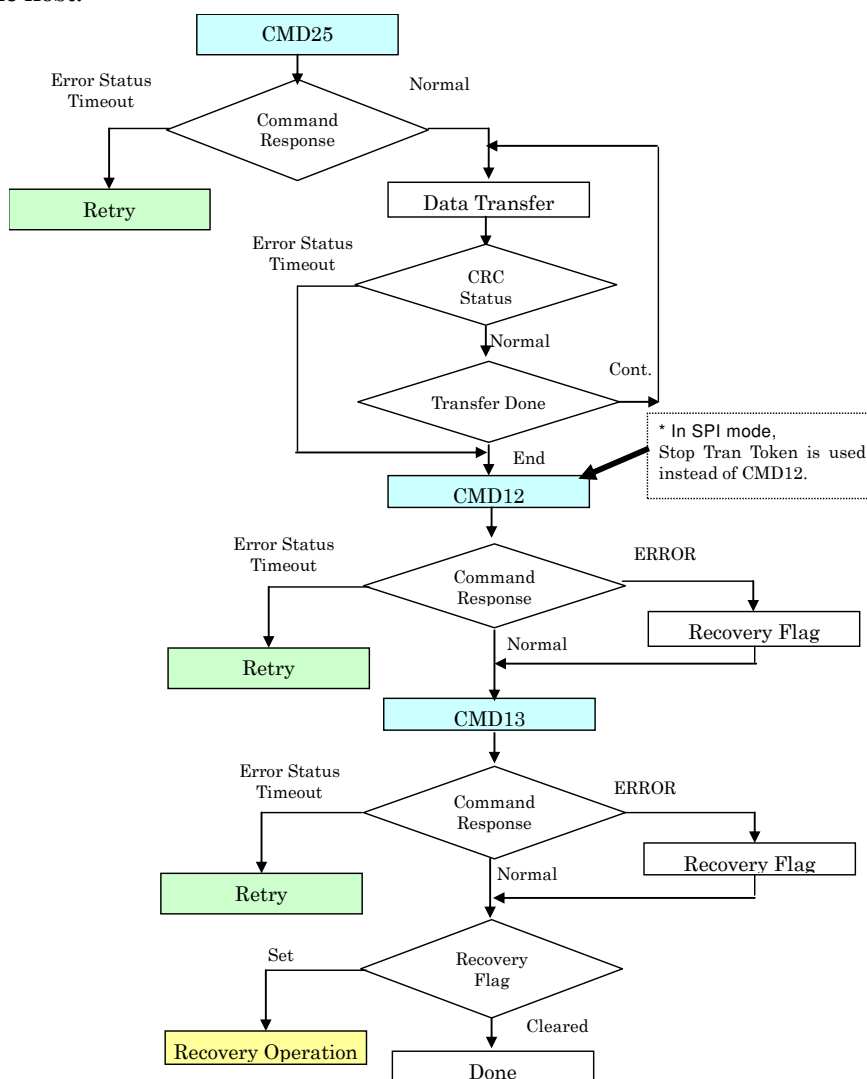 CMD25
Error Status
Timeout
Normal
Command
Response
Retry
Data Transfer
Error Status
Timeout
CRC
Status
Normal
Cont.
Transfer Done
* In SPI mode,
Stop Tran Token is used
instead of CMD12.
End
CMD12
Error Status
Timeout
ERROR
Command
Response
Recovery Flag
Normal
Retry
CMD13
Error Status
Timeout
ERROR
Command
Response
Recovery Flag
Normal
Retry
Set
Recovery
Flag
Cleared
Recovery Operation
Done